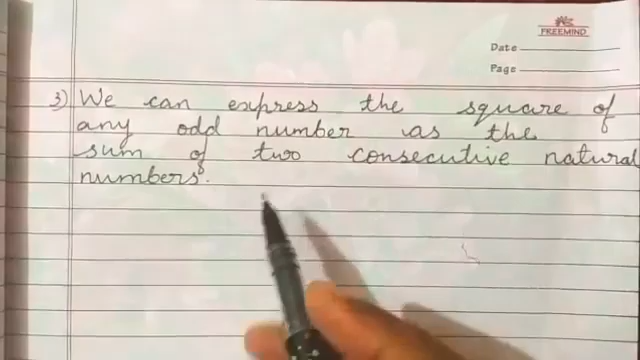 FREEMIND
Date
Page
3) We can express the square of
any odd number as the
sum of two consecutive natural
numbers.